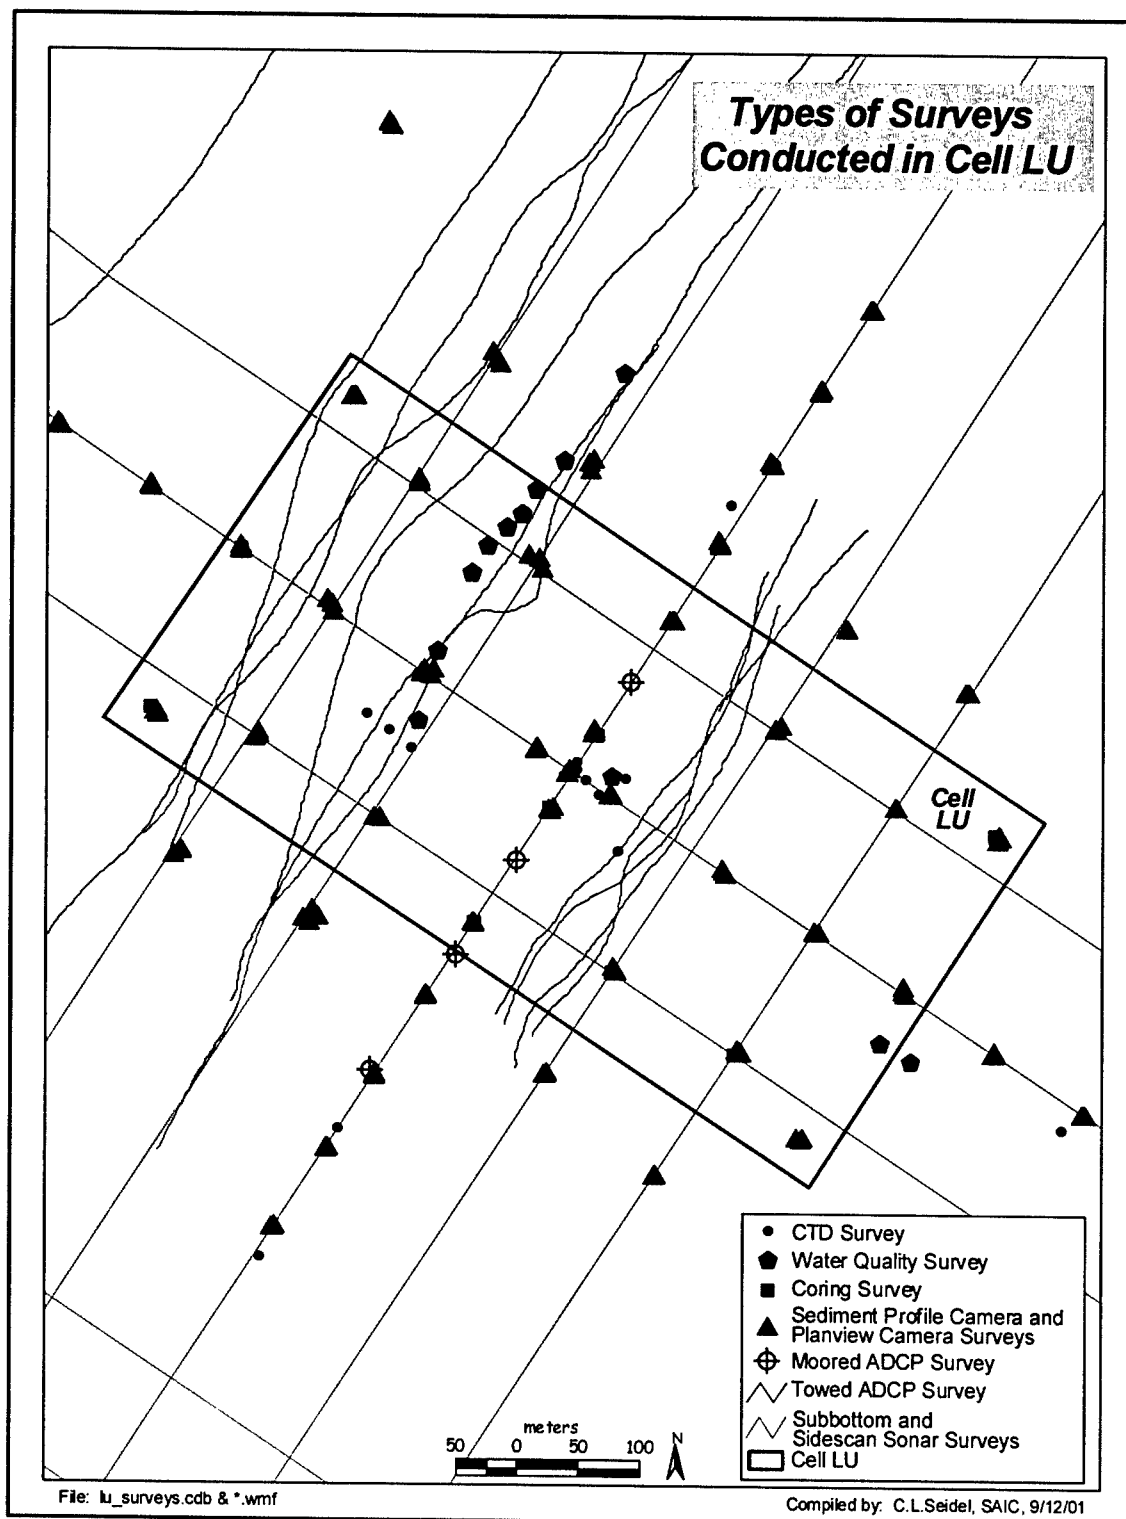 Types of Surveys
Conducted in Cell LU
Cell
LU
CTD Survey
Water Quality Survey
Coring Survey
Sediment Profile Camera and
Planview Camera Surveys
Moored ADCP Survey
Towed ADCP Survey
Subbottom and
Sidescan Sonar Surveys
Cell LU
meters
50 0 50 100
N
File: lu_surveys.cdb & *.wmf
Compiled by: C.L.Seidel, SAIC, 9/12/01